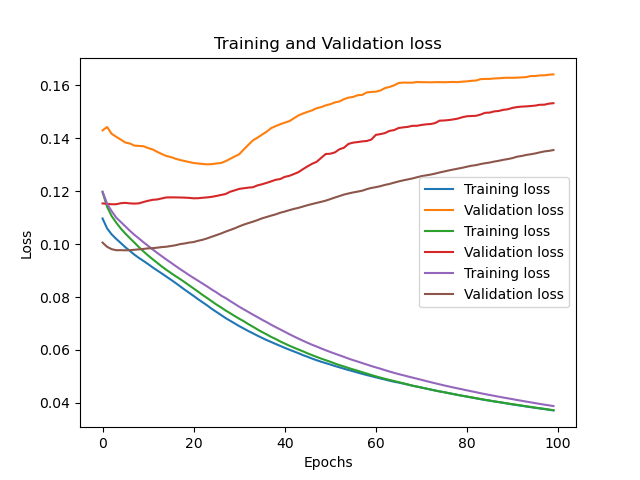 Training and Validation loss
Loss
0.16
0.14
0.12
0.10
0.08
0.06
0.04
Training loss
Validation loss
Training loss
Validation loss
Training loss
Validation loss
0 20 40 60 80 100
Epochs